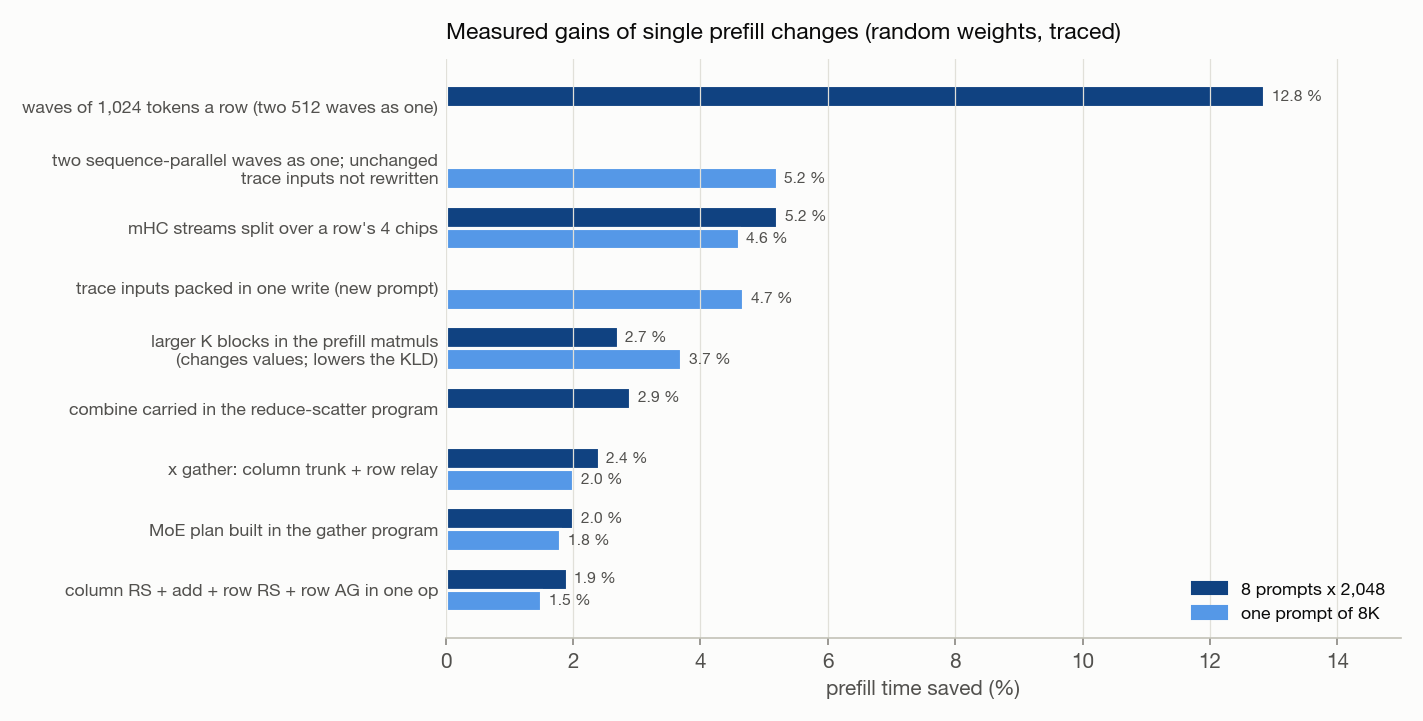 Measured gains of single prefill changes (random weights, traced)
waves of 1,024 tokens a row (two 512 waves as one)
12.8 %
two sequence-parallel waves as one; unchanged
trace inputs not rewritten
5.2 %
mHC streams split over a row's 4 chips
5.2 %
4.6 %
trace inputs packed in one write (new prompt)
4.7 %
larger K blocks in the prefill matmuls
(changes values; lowers the KLD)
2.7 %
3.7 %
combine carried in the reduce-scatter program
2.9 %
x gather: column trunk + row relay
2.4 %
2.0 %
MoE plan built in the gather program
2.0 %
1.8 %
column RS + add + row RS + row AG in one op
1.9 %
1.5 %
8 prompts x 2,048
one prompt of 8K
0 2 4 6 8 10 12 14
prefill time saved (%)